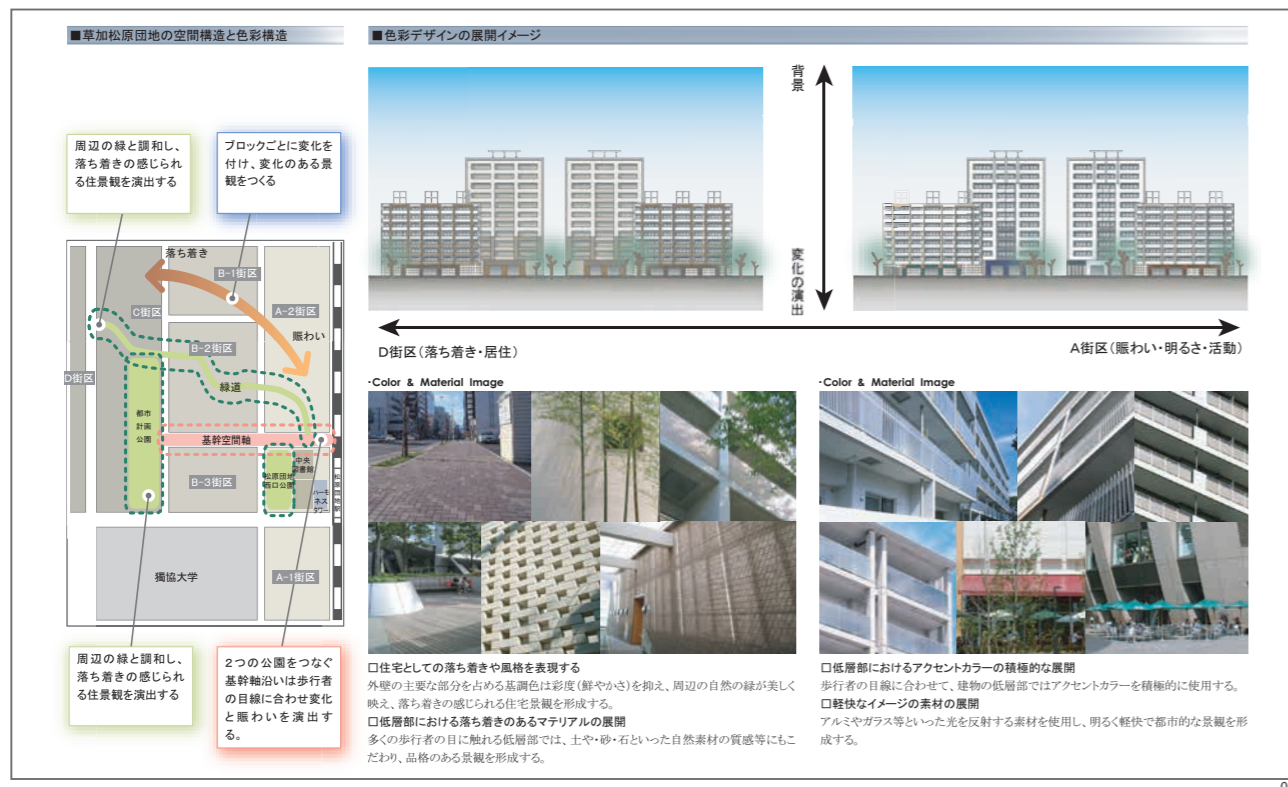 ■草加松原団地の空間構造と色彩構造
周辺の緑と調和し、
落ち着きの感じられ
る住景観を演出する
ブロックごとに変化を
付け、変化のある景
観をつくる
落ち着き
B-1街区
A-2街区
C街区
賑わい
B-2街区
D街区
緑道
都市
計画
公園
基幹空間軸
中央
図書館
B-3街区
松原団地
西口公園
ハーモ
ネス
タワー
松原団地駅
獨協大学
A-1街区
周辺の緑と調和し、
落ち着きの感じられ
る住景観を演出する
2つの公園をつなぐ
基幹軸沿いは歩行者
の目線に合わせ変化
と賑わいを演出す
る。
■色彩デザインの展開イメージ
背景
変化の演出
D街区(落ち着き・居住)
A街区(賑わい・明るさ・活動)
・Color & Material Image
□住宅としての落ち着きや風格を表現する
外壁の主要な部分を占める基調色は彩度(鮮やかさ)を抑え、周辺の自然の緑が美しく
映え、落ち着きの感じられる住宅景観を形成する。
□低層部における落ち着きのあるマテリアルの展開
多くの歩行者の目に触れる低層部では、土や・砂・石といった自然素材の質感等にもこ
だわり、品格のある景観を形成する。
・Color & Material Image
□低層部におけるアクセントカラーの積極的な展開
歩行者の目線に合わせて、建物の低層部ではアクセントカラーを積極的に使用する。
□軽快なイメージの素材の展開
アルミやガラス等といった光を反射する素材を使用し、明るく軽快で都市的な景観を形
成する。